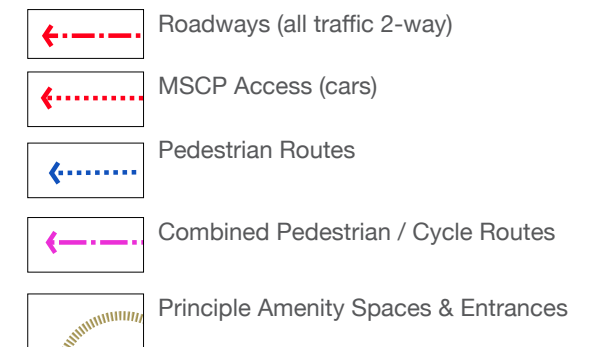 Roadways (all traffic 2-way)
MSCP Access (cars)
Pedestrian Routes
Combined Pedestrian / Cycle Routes
Principle Amenity Spaces & Entrances